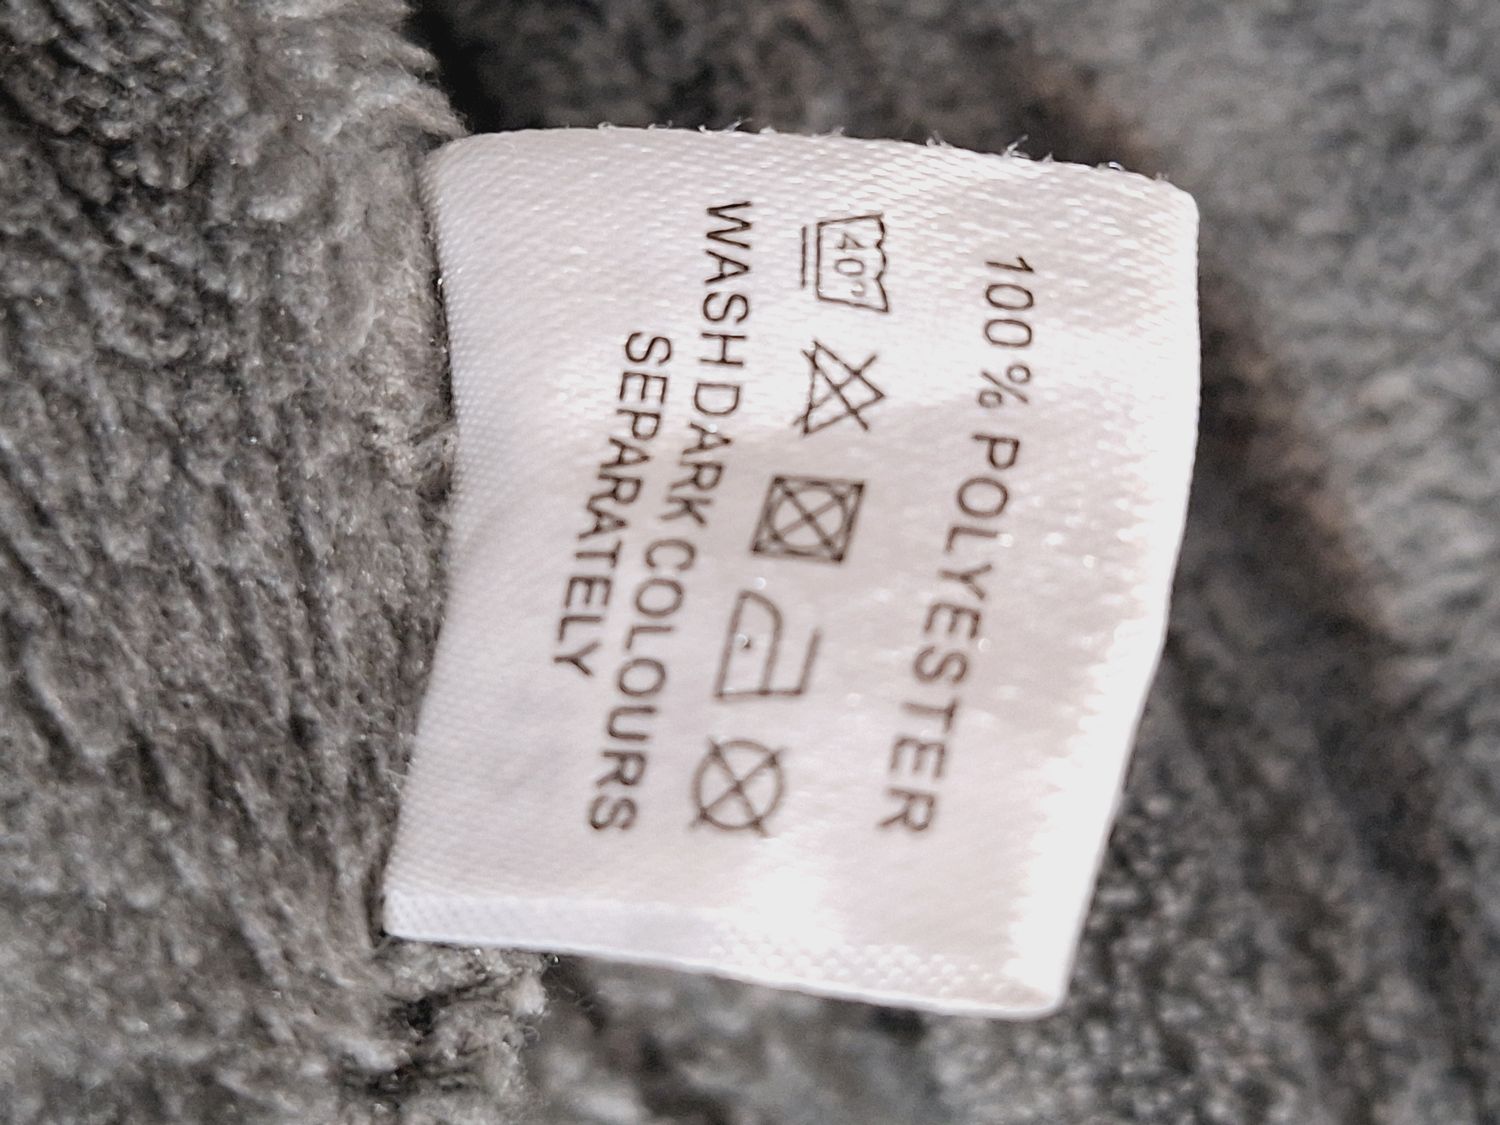 100% POLYESTER
40°
WASH DARK COLOURS
SEPARATELY